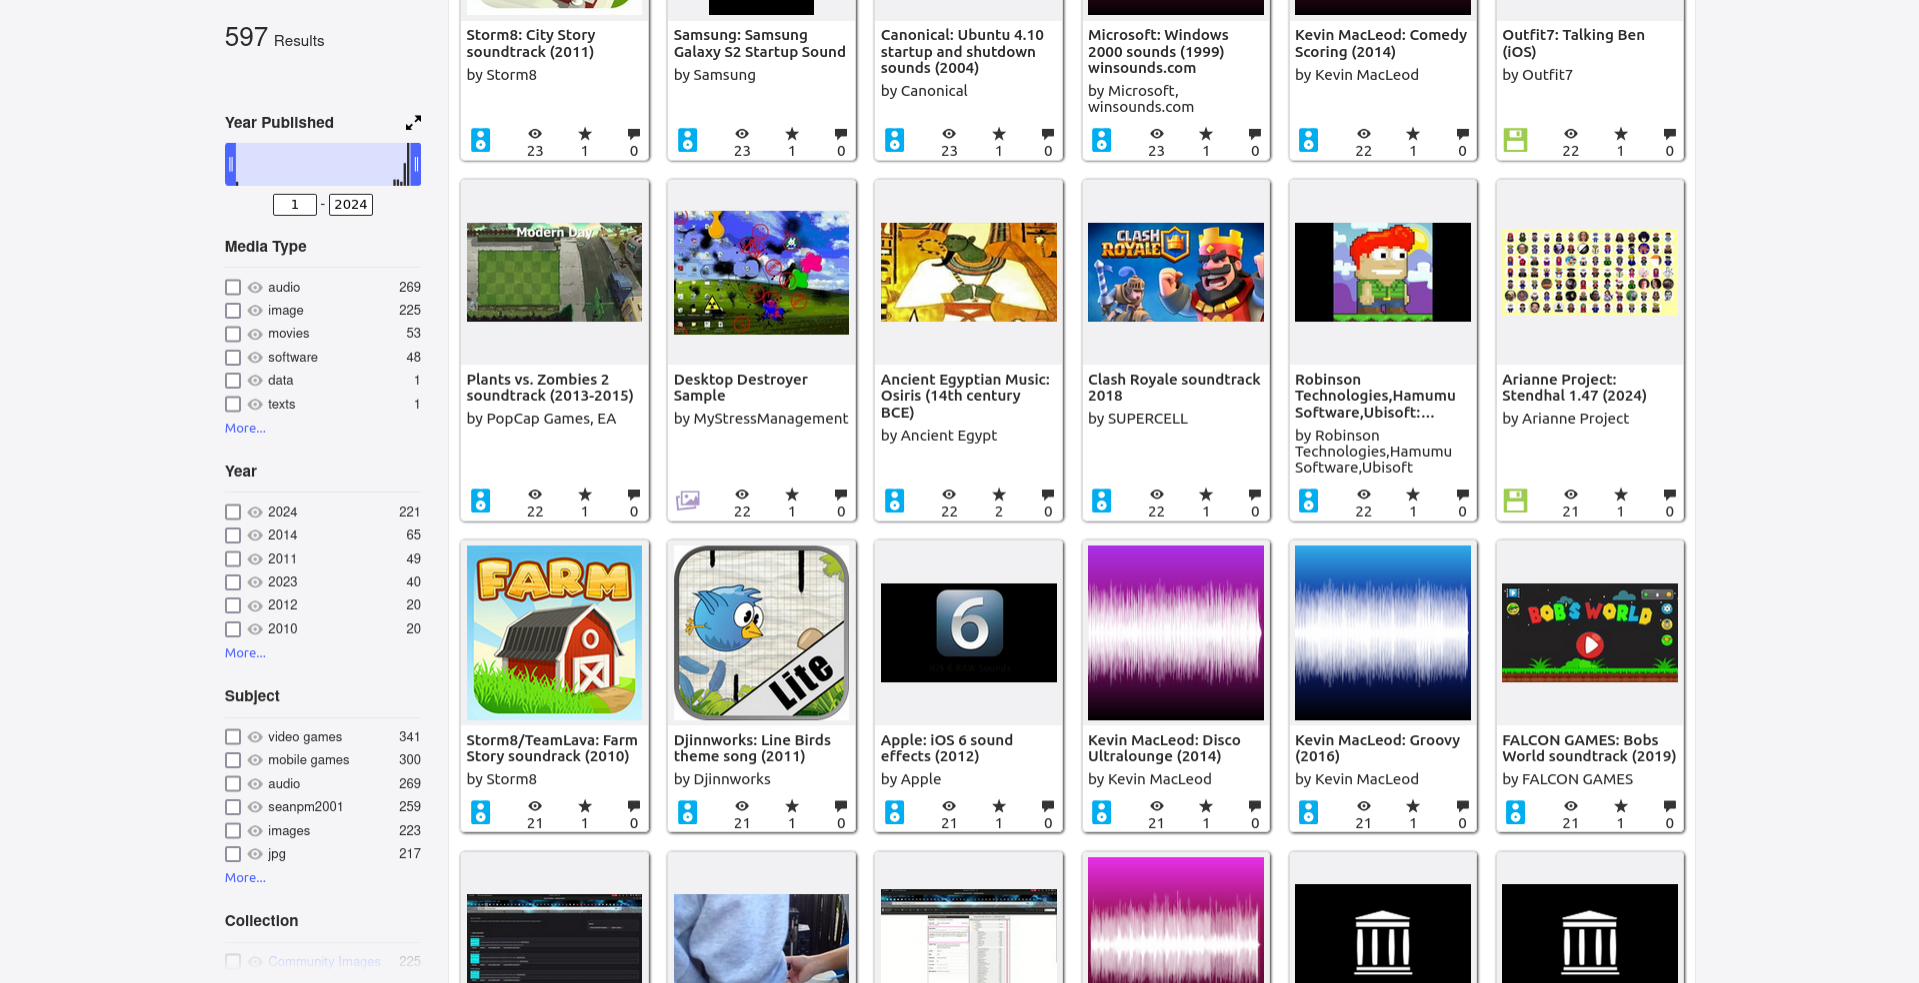 597 Results
Year Published
1 - 2024
Media Type
audio 269
image 225
movies 53
software 48
data 1
texts 1
More...
Year
2024 221
2014 65
2011 49
2023 40
2012 20
2010 20
More...
Subject
video games 341
mobile games 300
audio 269
seanpm2001 259
images 223
jpg 217
More...
Collection
Community Images 225
Storm8: City Story
soundtrack (2011)
by Storm8
23 1 0
Samsung: Samsung
Galaxy S2 Startup Sound
by Samsung
23 1 0
Canonical: Ubuntu 4.10
startup and shutdown
sounds (2004)
by Canonical
23 1 0
Microsoft: Windows
2000 sounds (1999)
winsounds.com
by Microsoft,
winsounds.com
23 1 0
Kevin MacLeod: Comedy
Scoring (2014)
by Kevin MacLeod
22 1 0
Outfit7: Talking Ben
(iOS)
by Outfit7
22 1 0
Modern Day
Plants vs. Zombies 2
soundtrack (2013-2015)
by PopCap Games, EA
22 1 0
Desktop Destroyer
Sample
by MyStressManagement
22 1 0
Ancient Egyptian Music:
Osiris (14th century
BCE)
by Ancient Egypt
22 2 0
CLASH
ROYALE
Clash Royale soundtrack
2018
by SUPERCELL
22 1 0
Robinson
Technologies,Hamumu
Software,Ubisoft:...
by Robinson
Technologies,Hamumu
Software,Ubisoft
22 1 0
Arianne Project:
Stendhal 1.47 (2024)
by Arianne Project
21 1 0
FARM
Storm8/TeamLava: Farm
Story soundrack (2010)
by Storm8
21 1 0
Lite
Djinnworks: Line Birds
theme song (2011)
by Djinnworks
21 1 0
6
iOS 6 RAW Sounds
Apple: iOS 6 sound
effects (2012)
by Apple
21 1 0
Kevin MacLeod: Disco
Ultralounge (2014)
by Kevin MacLeod
21 1 0
Kevin MacLeod: Groovy
(2016)
by Kevin MacLeod
21 1 0
BOB'S WORLD
FALCON GAMES: Bobs
World soundtrack (2019)
by FALCON GAMES
21 1 0